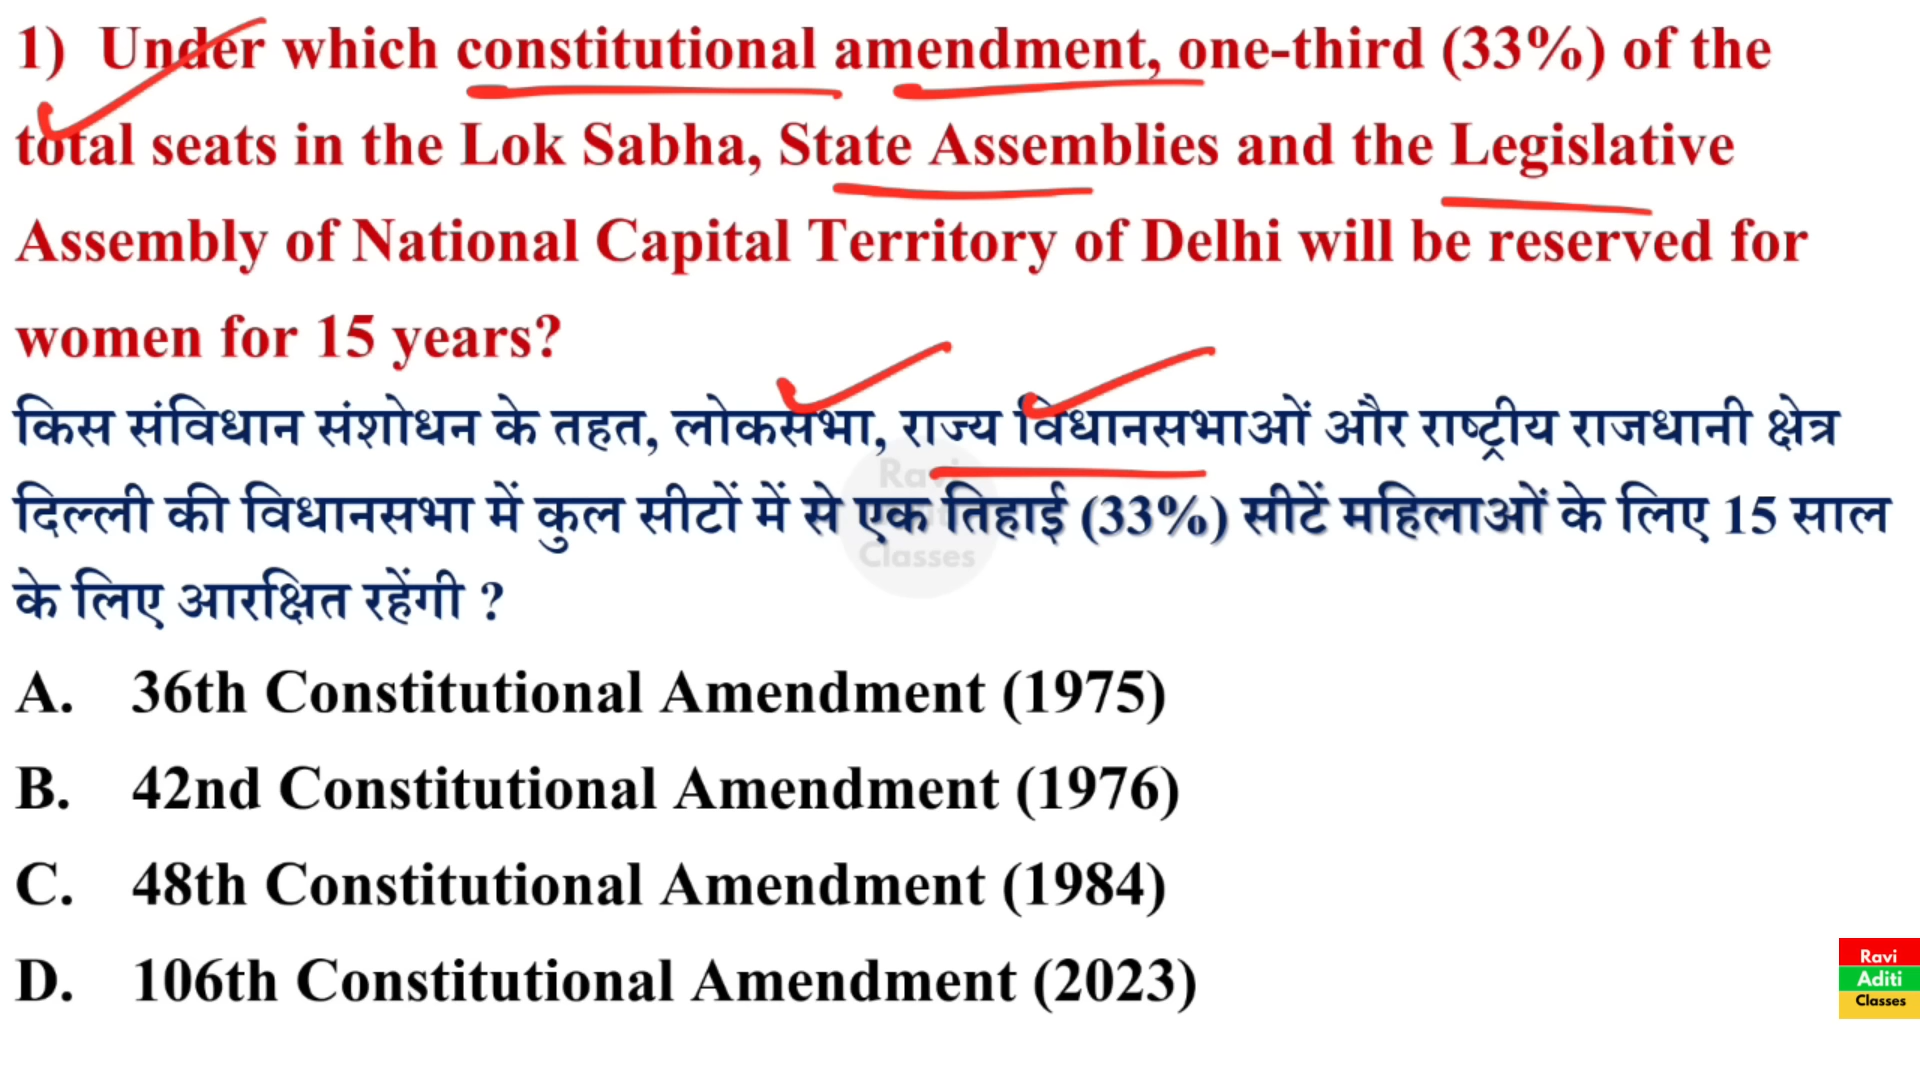 1) Under which constitutional amendment, one-third (33%) of the
total seats in the Lok Sabha, State Assemblies and the Legislative
Assembly of National Capital Territory of Delhi will be reserved for
women for 15 years?
किस संविधान संशोधन के तहत, लोकसभा, राज्य विधानसभाओं और राष्ट्रीय राजधानी क्षेत्र
दिल्ली की विधानसभा में कुल सीटों में से एक तिहाई (33%) सीटें महिलाओं के लिए 15 साल
के लिए आरक्षित रहेंगी ?
A. 36th Constitutional Amendment (1975)
B. 42nd Constitutional Amendment (1976)
C. 48th Constitutional Amendment (1984)
D. 106th Constitutional Amendment (2023)
Ravi
Classes
Ravi
Aditi
Classes